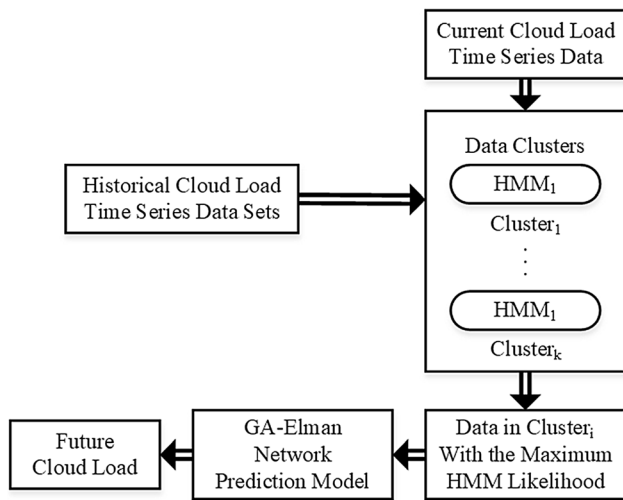 Current Cloud Load
Time Series Data
Data Clusters
HMM₁
Cluster₁
Historical Cloud Load
Time Series Data Sets
HMM₁
Clusterₖ
Data in Clusterᵢ
With the Maximum
HMM Likelihood
GA-Elman
Network
Prediction Model
Future
Cloud Load